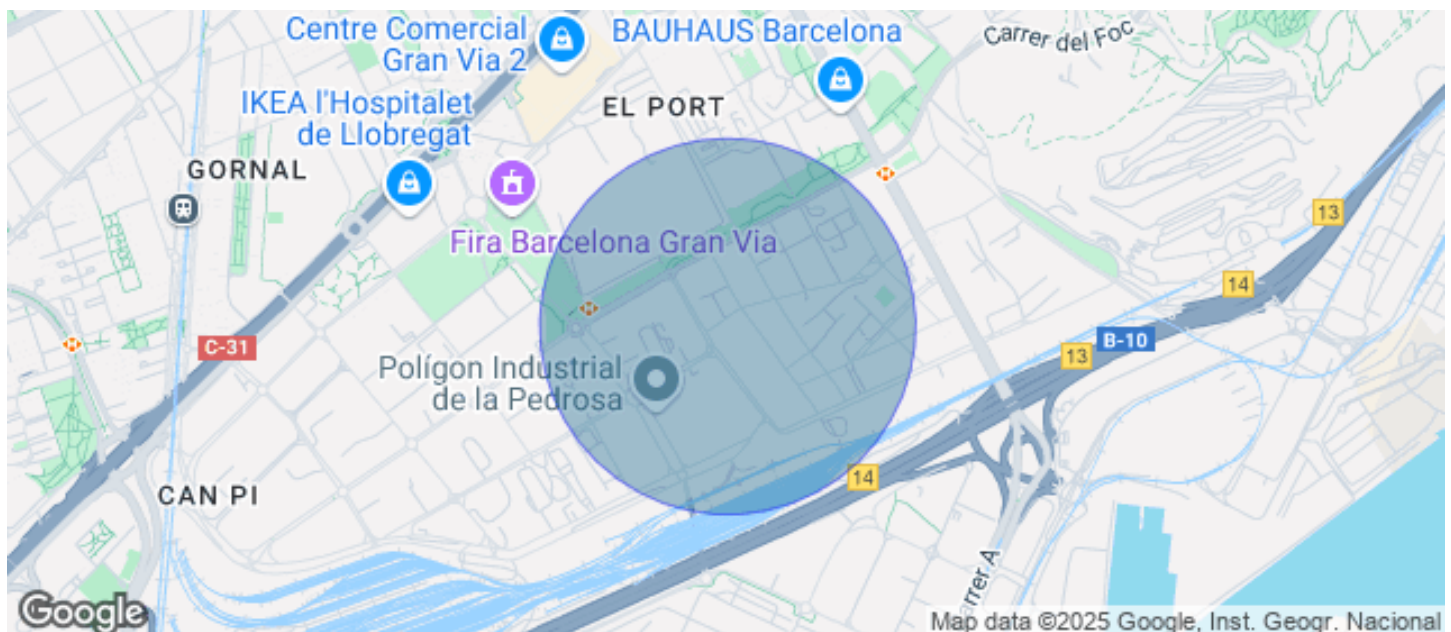 Centre Comercial
Gran Via 2
BAUHAUS Barcelona
Carrer del Foc
IKEA l'Hospitalet
de Llobregat
EL PORT
GORNAL
13
Fira Barcelona Gran Via
14
C-31
B-10
13
Polígon Industrial
de la Pedrosa
14
CAN PI
Carrer A
Google
Map data ©2025 Google, Inst. Geogr. Nacional